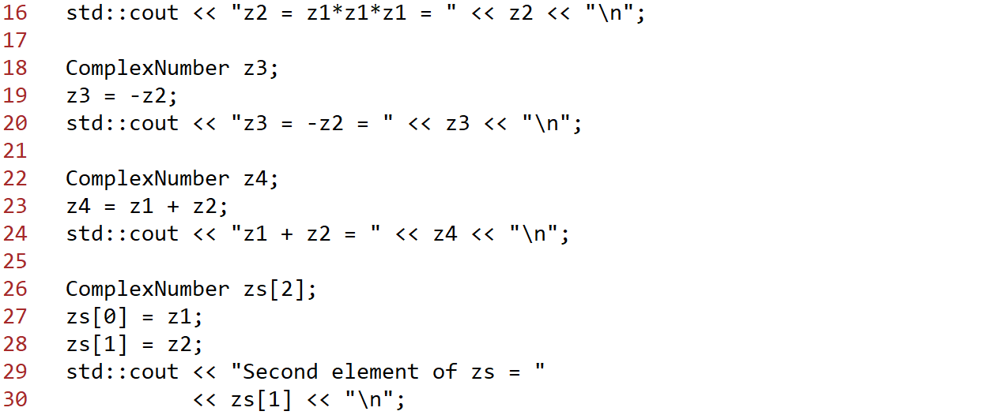 16   std::cout << "z2 = z1*z1*z1 = " << z2 << "\n";
17
18   ComplexNumber z3;
19   z3 = -z2;
20   std::cout << "z3 = -z2 = " << z3 << "\n";
21
22   ComplexNumber z4;
23   z4 = z1 + z2;
24   std::cout << "z1 + z2 = " << z4 << "\n";
25
26   ComplexNumber zs[2];
27   zs[0] = z1;
28   zs[1] = z2;
29   std::cout << "Second element of zs = "
30             << zs[1] << "\n";